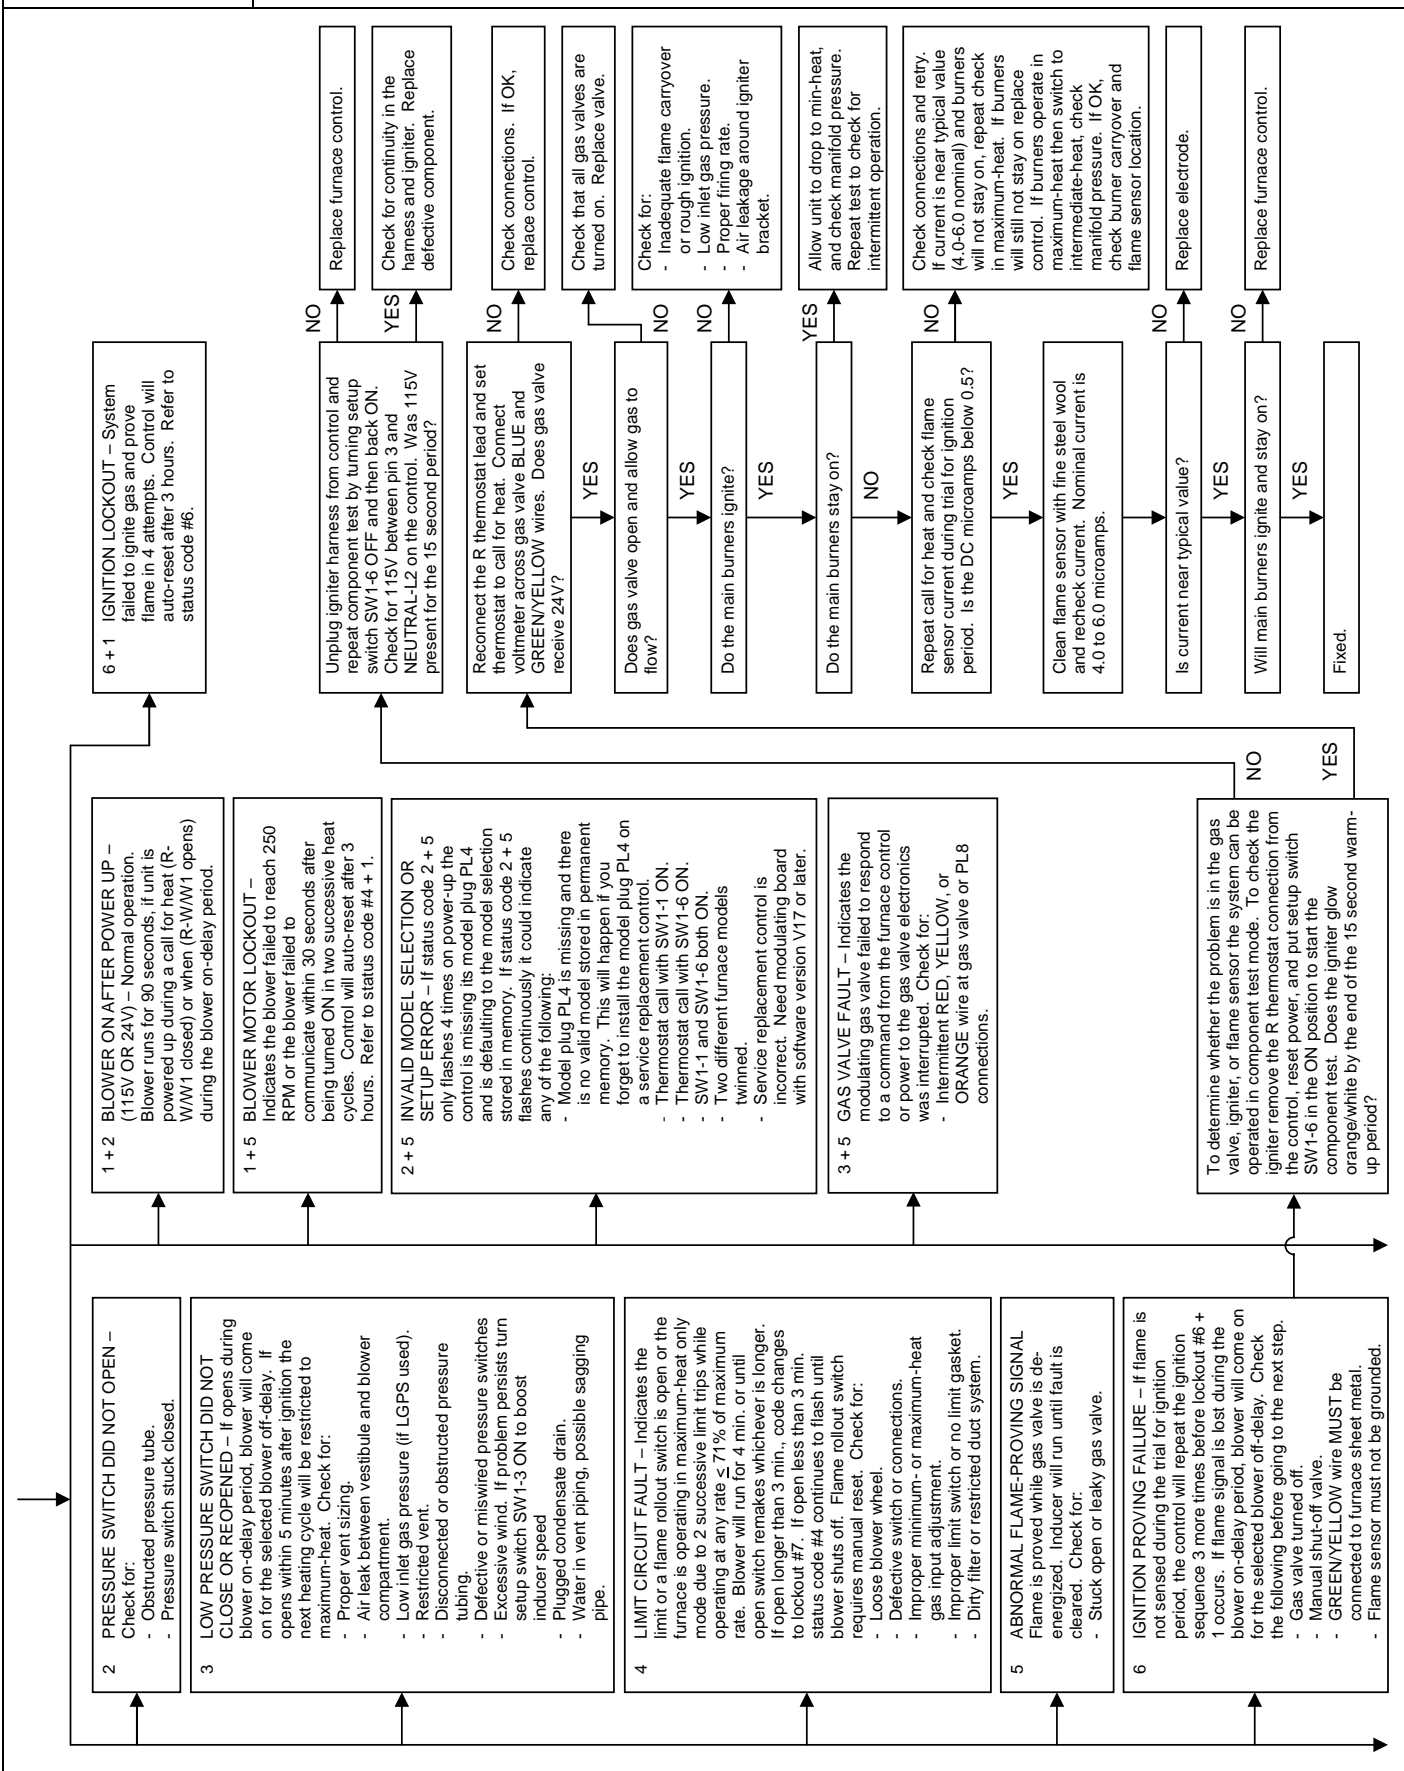 2 PRESSURE SWITCH DID NOT OPEN –
Check for:
- Obstructed pressure tube.
- Pressure switch stuck closed.
3 LOW PRESSURE SWITCH DID NOT
CLOSE OR REOPENED – If opens during
blower on-delay period, blower will come
on for the selected blower off-delay. If
opens within 5 minutes after ignition the
next heating cycle will be restricted to
maximum-heat. Check for:
- Proper vent sizing.
- Air leak between vestibule and blower
compartment.
- Low inlet gas pressure (if LGPS used).
- Restricted vent.
- Disconnected or obstructed pressure
tubing.
- Defective or miswired pressure switches
- Excessive wind. If problem persists turn
setup switch SW1-3 ON to boost
inducer speed
- Plugged condensate drain.
- Water in vent piping, possible sagging
pipe.
4 LIMIT CIRCUIT FAULT – Indicates the
limit or a flame rollout switch is open or the
furnace is operating in maximum-heat only
mode due to 2 successive limit trips while
operating at any rate ≤ 71% of maximum
rate. Blower will run for 4 min. or until
open switch remakes whichever is longer.
If open longer than 3 min., code changes
to lockout #7. If open less than 3 min.
status code #4 continues to flash until
blower shuts off. Flame rollout switch
requires manual reset. Check for:
- Loose blower wheel.
- Defective switch or connections.
- Improper minimum- or maximum-heat
gas input adjustment.
- Improper limit switch or no limit gasket.
- Dirty filter or restricted duct system.
5 ABNORMAL FLAME-PROVING SIGNAL
Flame is proved while gas valve is de-
energized. Inducer will run until fault is
cleared. Check for:
- Stuck open or leaky gas valve.
6 IGNITION PROVING FAILURE – If flame is
not sensed during the trial for ignition
period, the control will repeat the ignition
sequence 3 more times before lockout #6 +
1 occurs. If flame signal is lost during the
blower on-delay period, blower will come on
for the selected blower off-delay. Check
the following before going to the next step.
- Gas valve turned off.
- Manual shut-off valve.
- GREEN/YELLOW wire MUST be
connected to furnace sheet metal.
- Flame sensor must not be grounded.
1 + 2 BLOWER ON AFTER POWER UP –
(115V OR 24V) – Normal operation.
Blower runs for 90 seconds, if unit is
powered up during a call for heat (R-
W/W1 closed) or when (R-W/W1 opens)
during the blower on-delay period.
1 + 5 BLOWER MOTOR LOCKOUT –
Indicates the blower failed to reach 250
RPM or the blower failed to
communicate within 30 seconds after
being turned ON in two successive heat
cycles. Control will auto-reset after 3
hours. Refer to status code #4 + 1.
2 + 5 INVALID MODEL SELECTION OR
SETUP ERROR – If status code 2 + 5
only flashes 4 times on power-up the
control is missing its model plug PL4
and is defaulting to the model selection
stored in memory. If status code 2 + 5
flashes continuously it could indicate
any of the following:
- Model plug PL4 is missing and there
is no valid model stored in permanent
memory. This will happen if you
forget to install the model plug PL4 on
a service replacement control.
- Thermostat call with SW1-1 ON.
- Thermostat call with SW1-6 ON.
- SW1-1 and SW1-6 both ON.
- Two different furnace models
twinned.
- Service replacement control is
incorrect. Need modulating board
with software version V17 or later.
3 + 5 GAS VALVE FAULT – Indicates the
modulating gas valve failed to respond
to a command from the furnace control
or power to the gas valve electronics
was interrupted. Check for:
- Intermittent RED, YELLOW, or
ORANGE wire at gas valve or PL8
connections.
To determine whether the problem is in the gas
valve, igniter, or flame sensor the system can be
operated in component test mode. To check the
igniter remove the R thermostat connection from
the control, reset power, and put setup switch
SW1-6 in the ON position to start the
component test. Does the igniter glow
orange/white by the end of the 15 second warm-
up period?
NO
YES
6 + 1 IGNITION LOCKOUT – System
failed to ignite gas and prove
flame in 4 attempts. Control will
auto-reset after 3 hours. Refer to
status code #6.
Unplug igniter harness from control and
repeat component test by turning setup
switch SW1-6 OFF and then back ON.
Check for 115V between pin 3 and
NEUTRAL-L2 on the control. Was 115V
present for the 15 second period?
NO
Replace furnace control.
YES
Check for continuity in the
harness and igniter. Replace
defective component.
Reconnect the R thermostat lead and set
thermostat to call for heat. Connect
voltmeter across gas valve BLUE and
GREEN/YELLOW wires. Does gas valve
receive 24V?
NO
Check connections. If OK,
replace control.
YES
Does gas valve open and allow gas to
flow?
NO
Check that all gas valves are
turned on. Replace valve.
YES
Do the main burners ignite?
NO
Check for:
- Inadequate flame carryover
or rough ignition.
- Low inlet gas pressure.
- Proper firing rate.
- Air leakage around igniter
bracket.
YES
Do the main burners stay on?
YES
Allow unit to drop to min-heat,
and check manifold pressure.
Repeat test to check for
intermittent operation.
NO
Repeat call for heat and check flame
sensor current during trial for ignition
period. Is the DC microamps below 0.5?
NO
Check connections and retry.
If current is near typical value
(4.0-6.0 nominal) and burners
will not stay on, repeat check
in maximum-heat. If burners
will still not stay on replace
control. If burners operate in
maximum-heat then switch to
intermediate-heat, check
manifold pressure. If OK,
check burner carryover and
flame sensor location.
YES
Clean flame sensor with fine steel wool
and recheck current. Nominal current is
4.0 to 6.0 microamps.
Is current near typical value?
NO
Replace electrode.
YES
Will main burners ignite and stay on?
NO
Replace furnace control.
YES
Fixed.